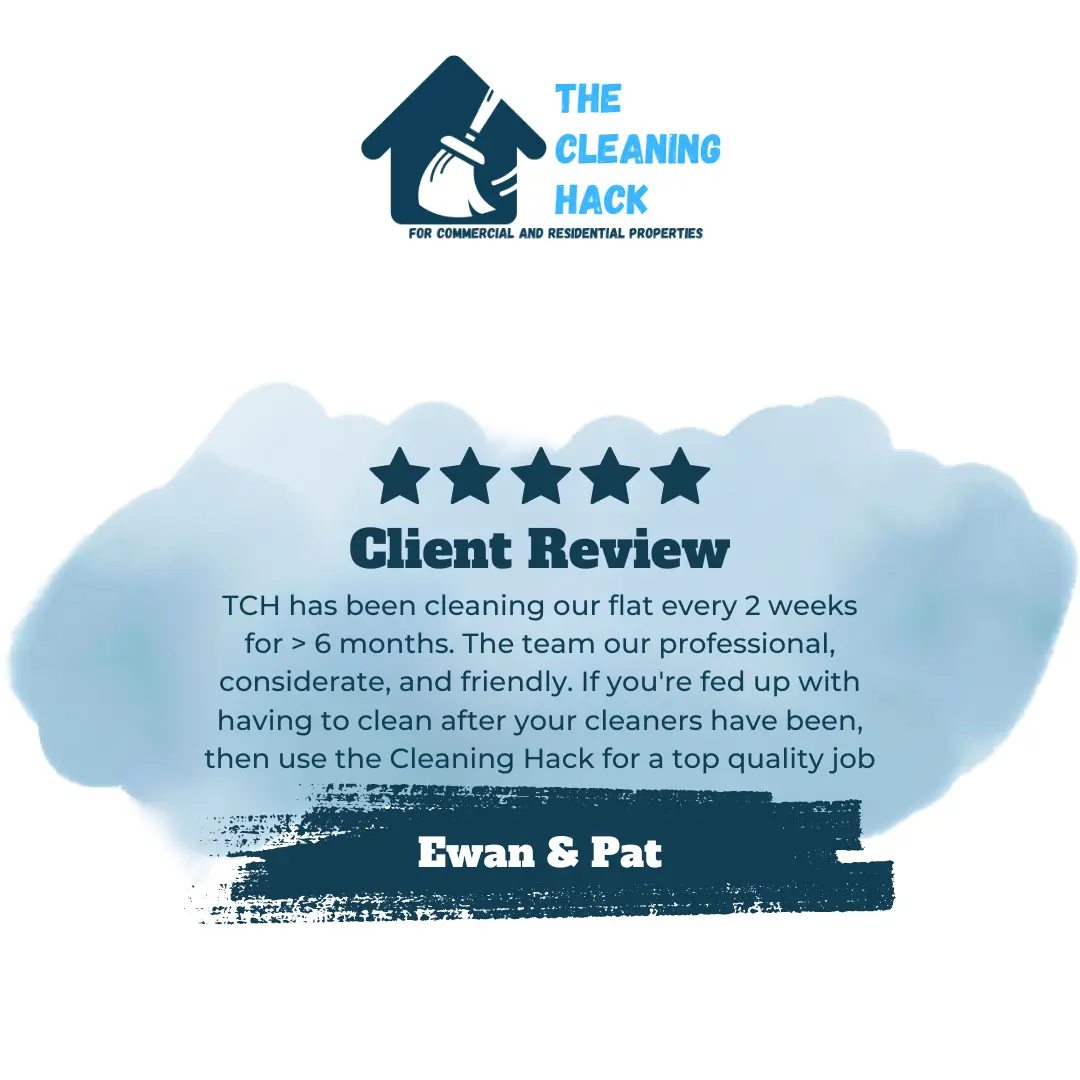 THE
CLEANING
HACK
FOR COMMERCIAL AND RESIDENTIAL PROPERTIES
Client Review
TCH has been cleaning our flat every 2 weeks
for > 6 months. The team our professional,
considerate, and friendly. If you're fed up with
having to clean after your cleaners have been,
then use the Cleaning Hack for a top quality job
Ewan & Pat